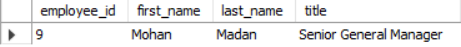 employee_id first_name last_name title
9 Mohan Madan Senior General Manager